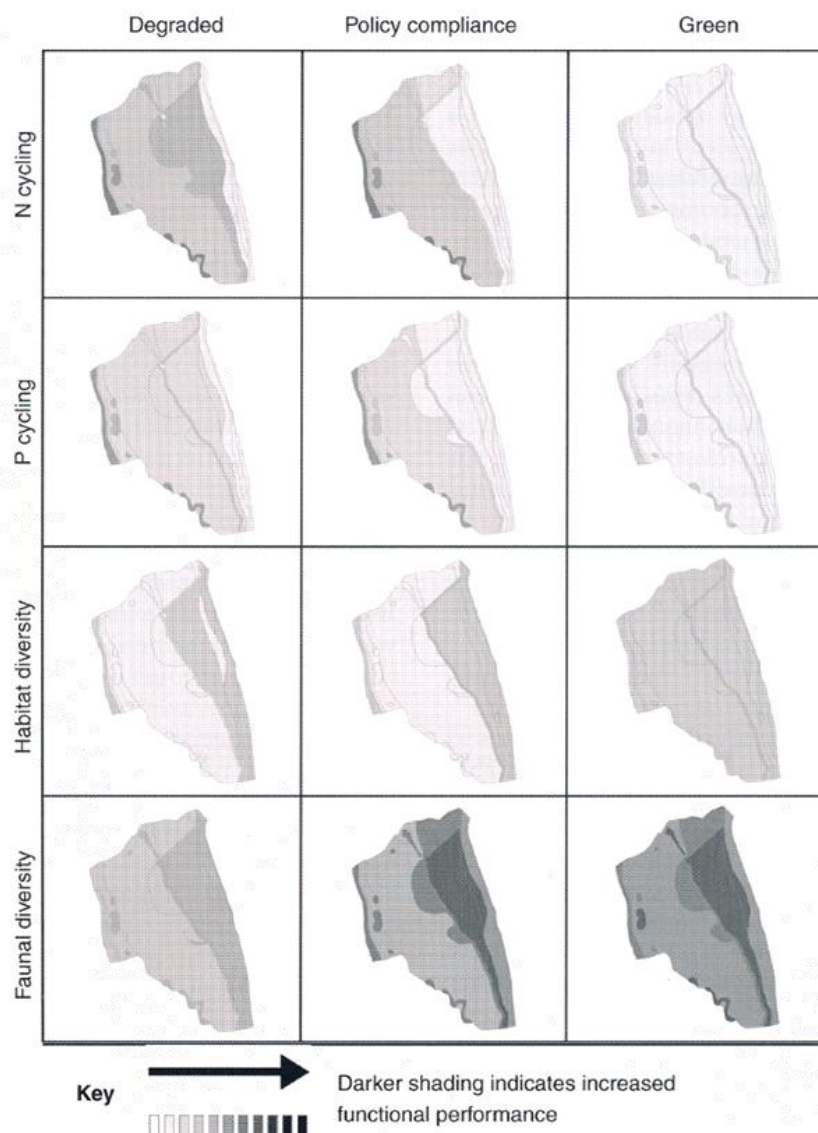 Degraded
Policy compliance
Green
N cycling
P cycling
Habitat diversity
Faunal diversity
Key
Darker shading indicates increased
functional performance